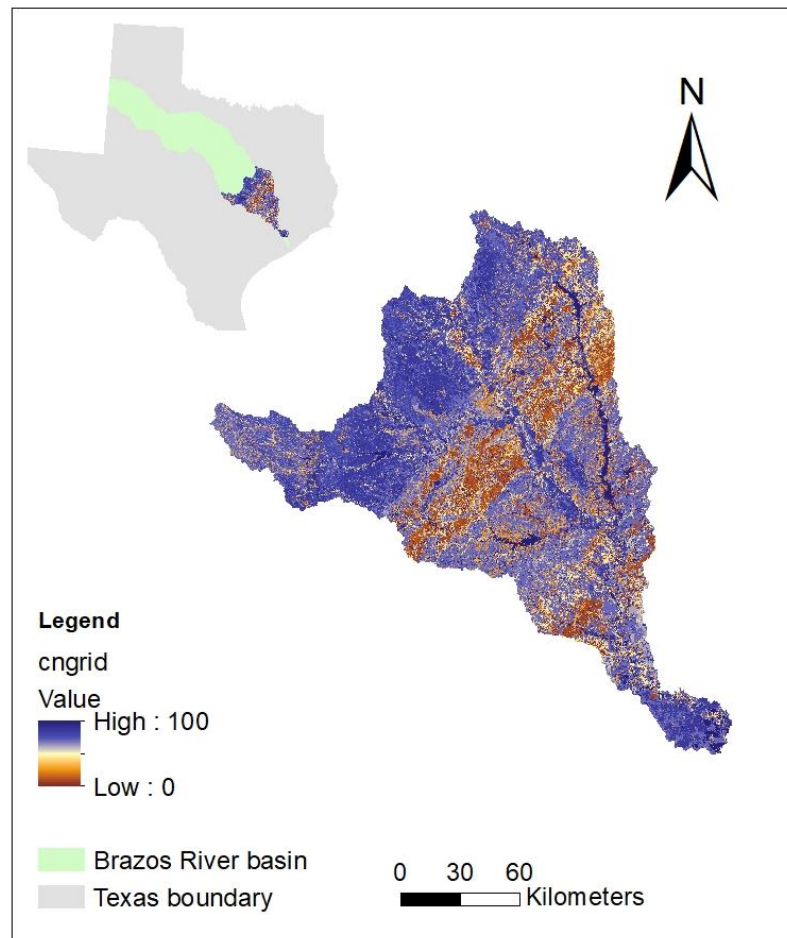 N
Legend
cngrid
Value
High : 100
Low : 0
Brazos River basin
Texas boundary
0 30 60
Kilometers